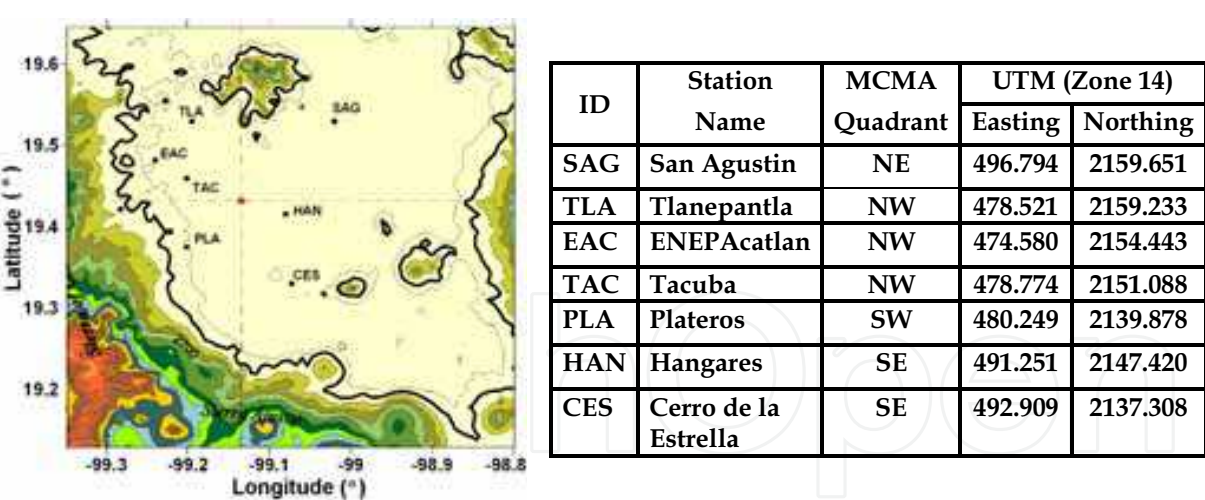 19.6
19.5
19.4
19.3
19.2
Latitude (°)
TLA
SAG
EAC
TAC
HAN
PLA
CES
-99.3 -99.2 -99.1 -99 -98.9 -98.8
Longitude (°)
ID Station Name MCMA Quadrant UTM (Zone 14)
Easting Northing
SAG San Agustin NE 496.794 2159.651
TLA Tlanepantla NW 478.521 2159.233
EAC ENEPAcatlan NW 474.580 2154.443
TAC Tacuba NW 478.774 2151.088
PLA Plateros SW 480.249 2139.878
HAN Hangares SE 491.251 2147.420
CES Cerro de la Estrella SE 492.909 2137.308